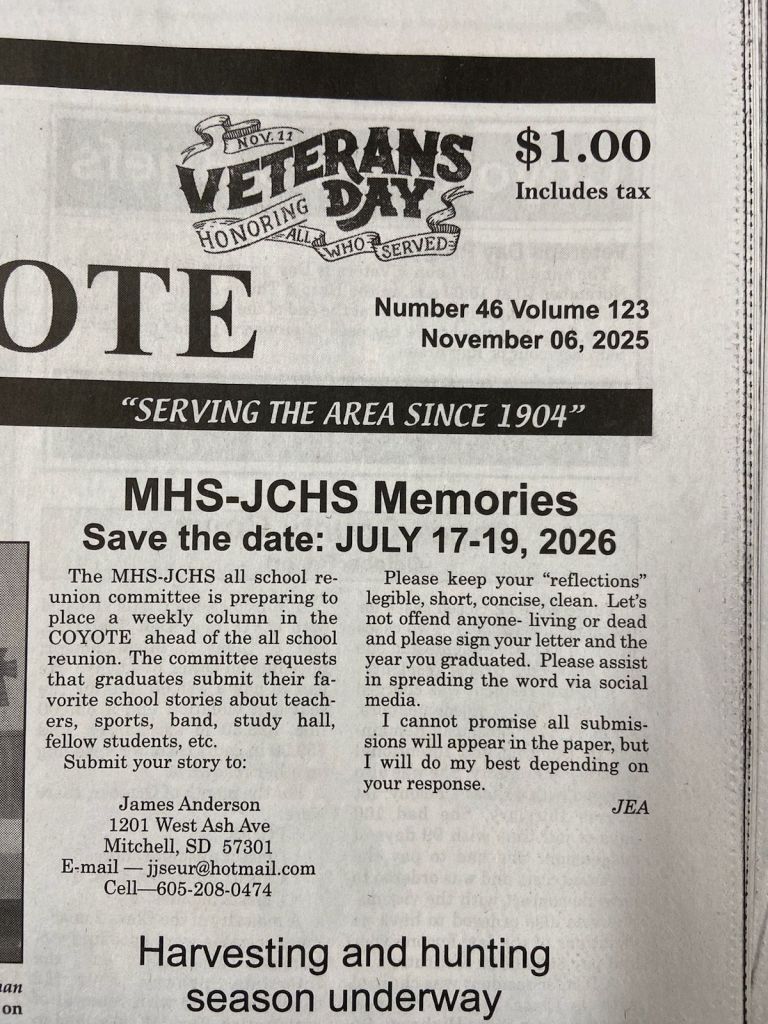 NOV. 11
VETERANS
DAY
HONORING
ALL WHO SERVED
$1.00
Includes tax
OTE
Number 46 Volume 123
November 06, 2025
“SERVING THE AREA SINCE 1904”
MHS-JCHS Memories
Save the date: JULY 17-19, 2026
The MHS-JCHS all school re-
union committee is preparing to
place a weekly column in the
COYOTE ahead of the all school
reunion. The committee requests
that graduates submit their fa-
vorite school stories about teach-
ers, sports, band, study hall,
fellow students, etc.
Submit your story to:
James Anderson
1201 West Ash Ave
Mitchell, SD 57301
E-mail — jjseur@hotmail.com
Cell—605-208-0474
Please keep your “reflections”
legible, short, concise, clean. Let’s
not offend anyone- living or dead
and please sign your letter and the
year you graduated. Please assist
in spreading the word via social
media.
I cannot promise all submis-
sions will appear in the paper, but
I will do my best depending on
your response.
JEA
Harvesting and hunting
season underway
on